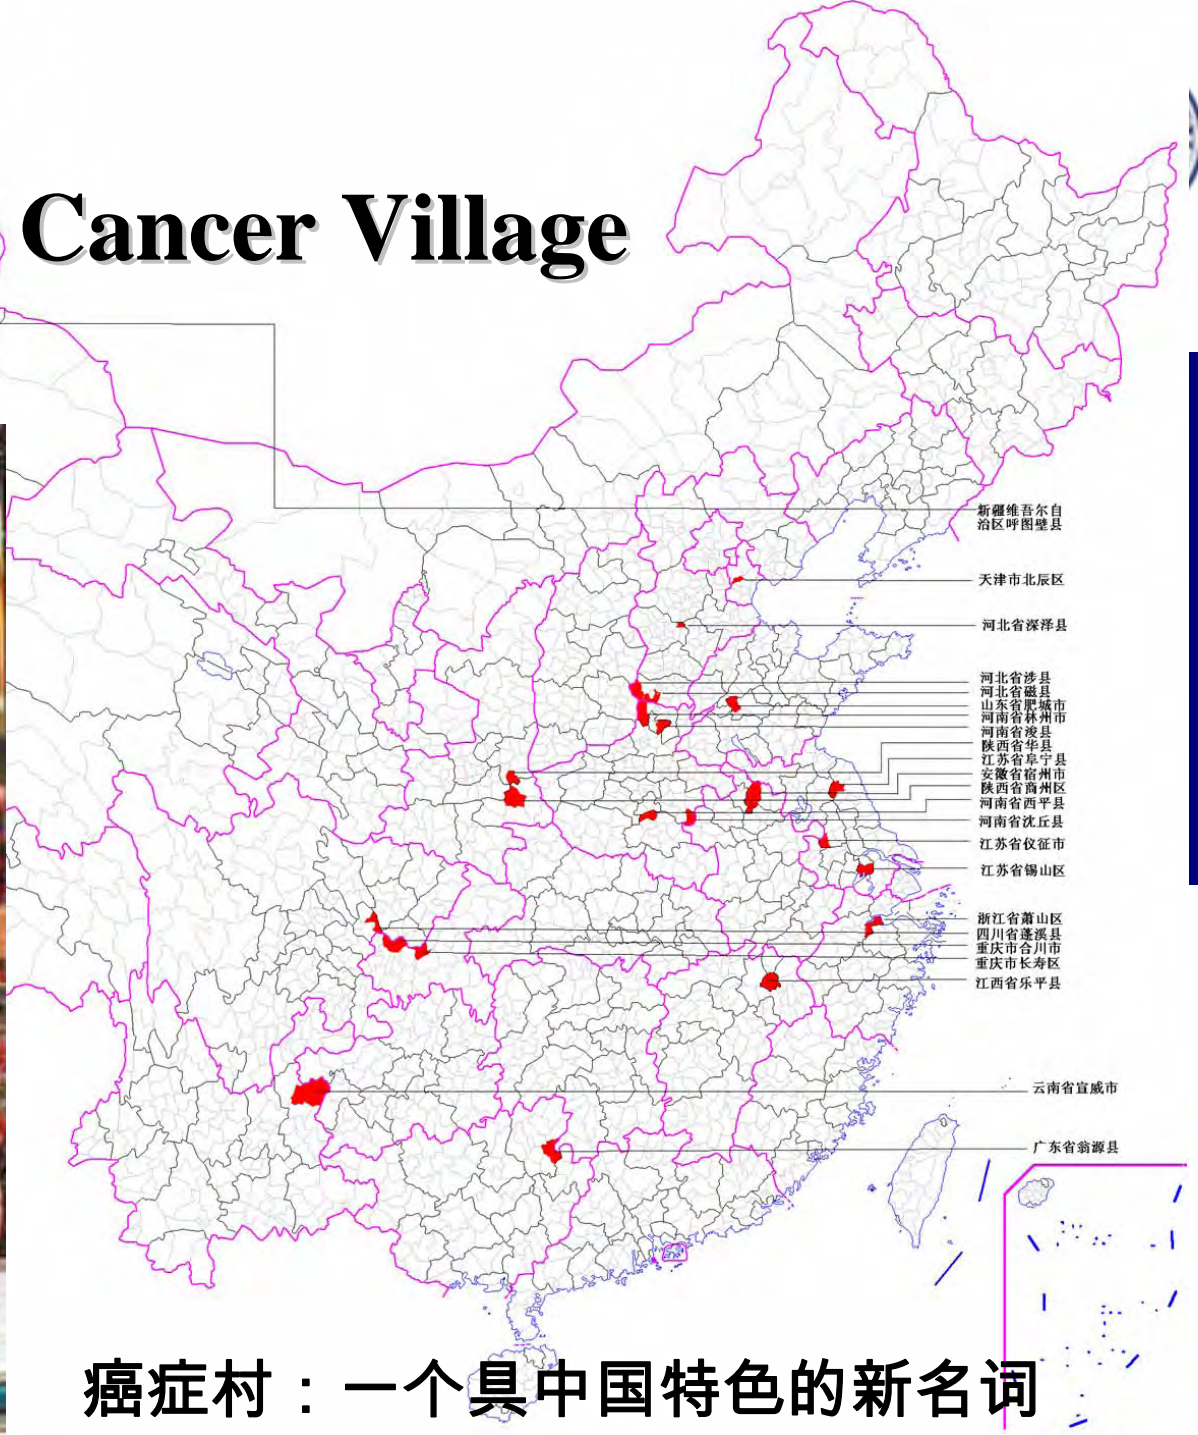 Cancer Village
新疆维吾尔自
治区呼图壁县
天津市北辰区
河北省深泽县
河北省涉县
河北省磁县
山东省肥城市
河南省林州市
河南省浚县
陕西省华县
江苏省阜宁县
安徽省宿州市
陕西省商州区
河南省西平县
河南省沈丘县
江苏省仪征市
江苏省锡山区
浙江省萧山区
四川省蓬溪县
重庆市合川市
重庆市长寿区
江西省乐平县
云南省宣威市
广东省翁源县
癌症村：一个具中国特色的新名词